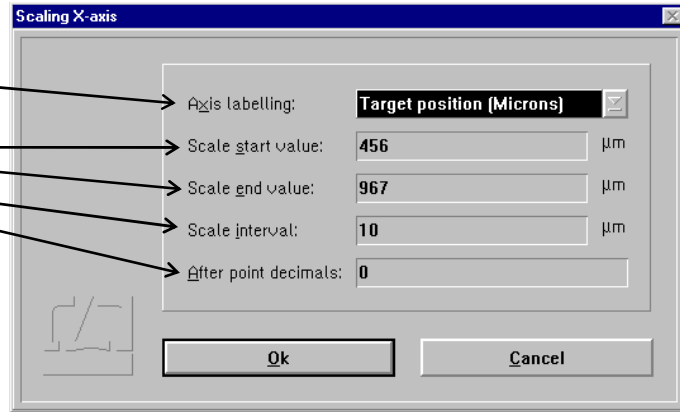 Scaling X-axis
Axis labelling: Target position (Microns)
Scale start value: 456 µm
Scale end value: 967 µm
Scale interval: 10 µm
After point decimals: 0
Ok Cancel